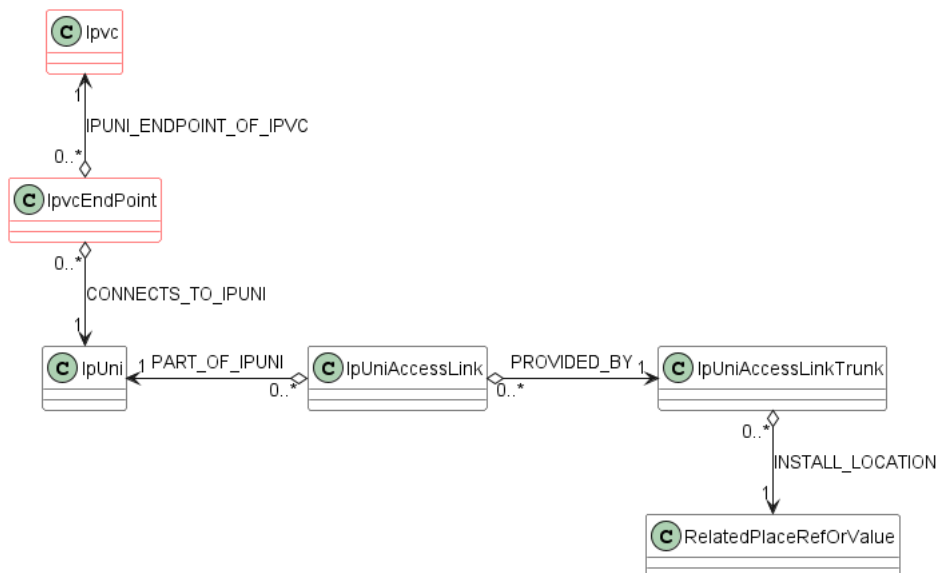 C Ipvc
1
IPUNI_ENDPOINT_OF_IPVC
0..*
C IpvcEndPoint
0..*
CONNECTS_TO_IPUNI
1
C IpUni 1 PART_OF_IPUNI 0..* C IpUniAccessLink 0..* PROVIDED_BY 1 C IpUniAccessLinkTrunk
0..*
INSTALL_LOCATION
1
C RelatedPlaceRefOrValue